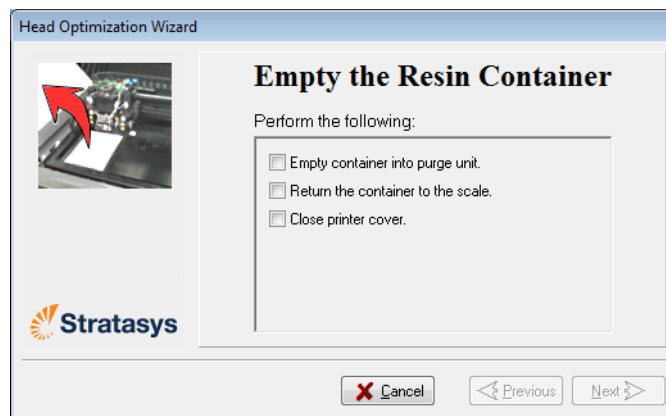 Head Optimization Wizard
Empty the Resin Container
Perform the following:
Empty container into purge unit.
Return the container to the scale.
Close printer cover.
Stratasys
Cancel
Previous
Next